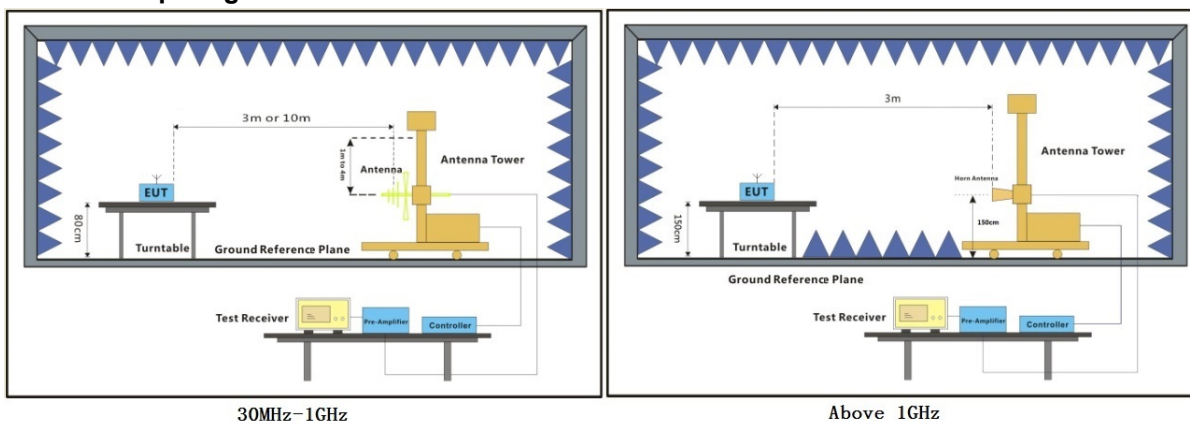 3m or 10m
1m to 4m
Antenna
Antenna Tower
EUT
80cm
Turntable
Ground Reference Plane
Test Receiver
Pre-Amplifier
Controller
30MHz-1GHz
3m
Antenna Tower
Horn Antenna
EUT
150cm
150cm
Turntable
Ground Reference Plane
Test Receiver
Pre-Amplifier
Controller
Above 1GHz